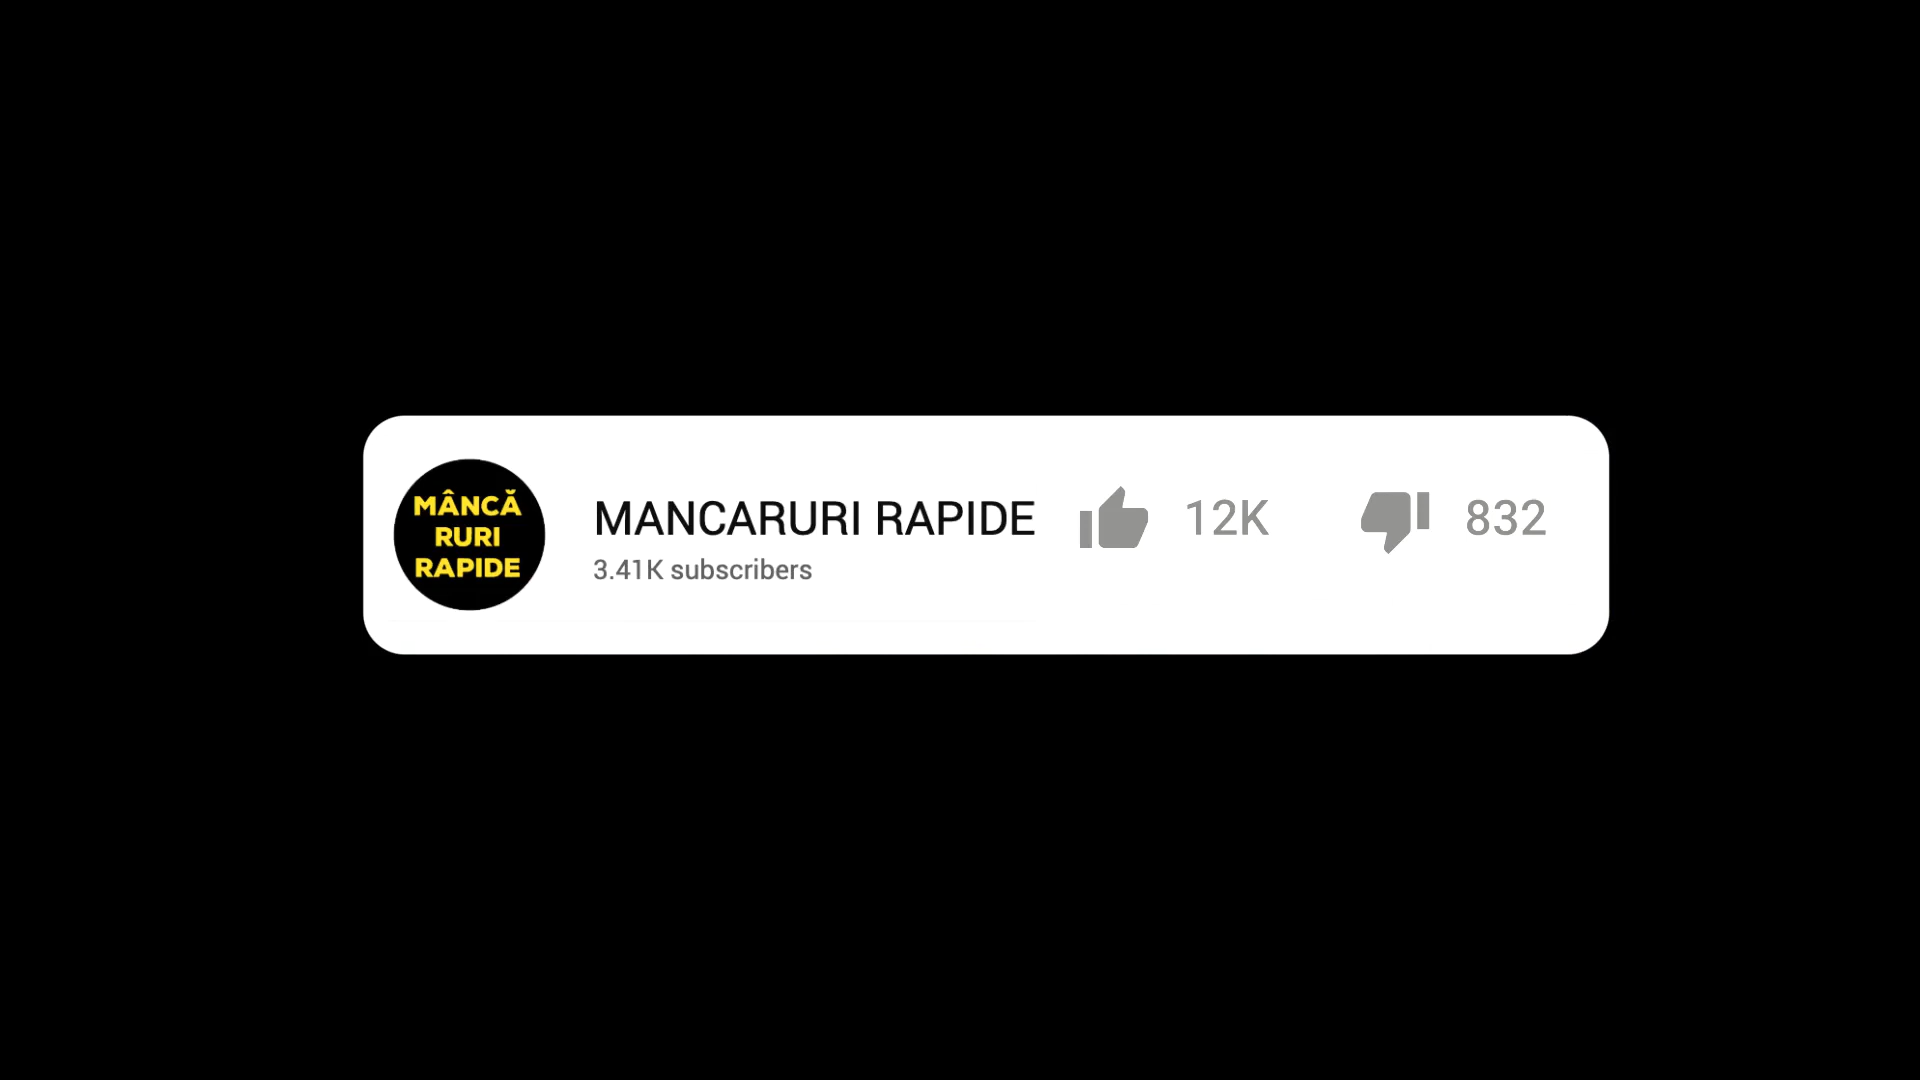 MÂNCĂ
RURI
RAPIDE
MANCARURI RAPIDE
3.41K subscribers
12K
832